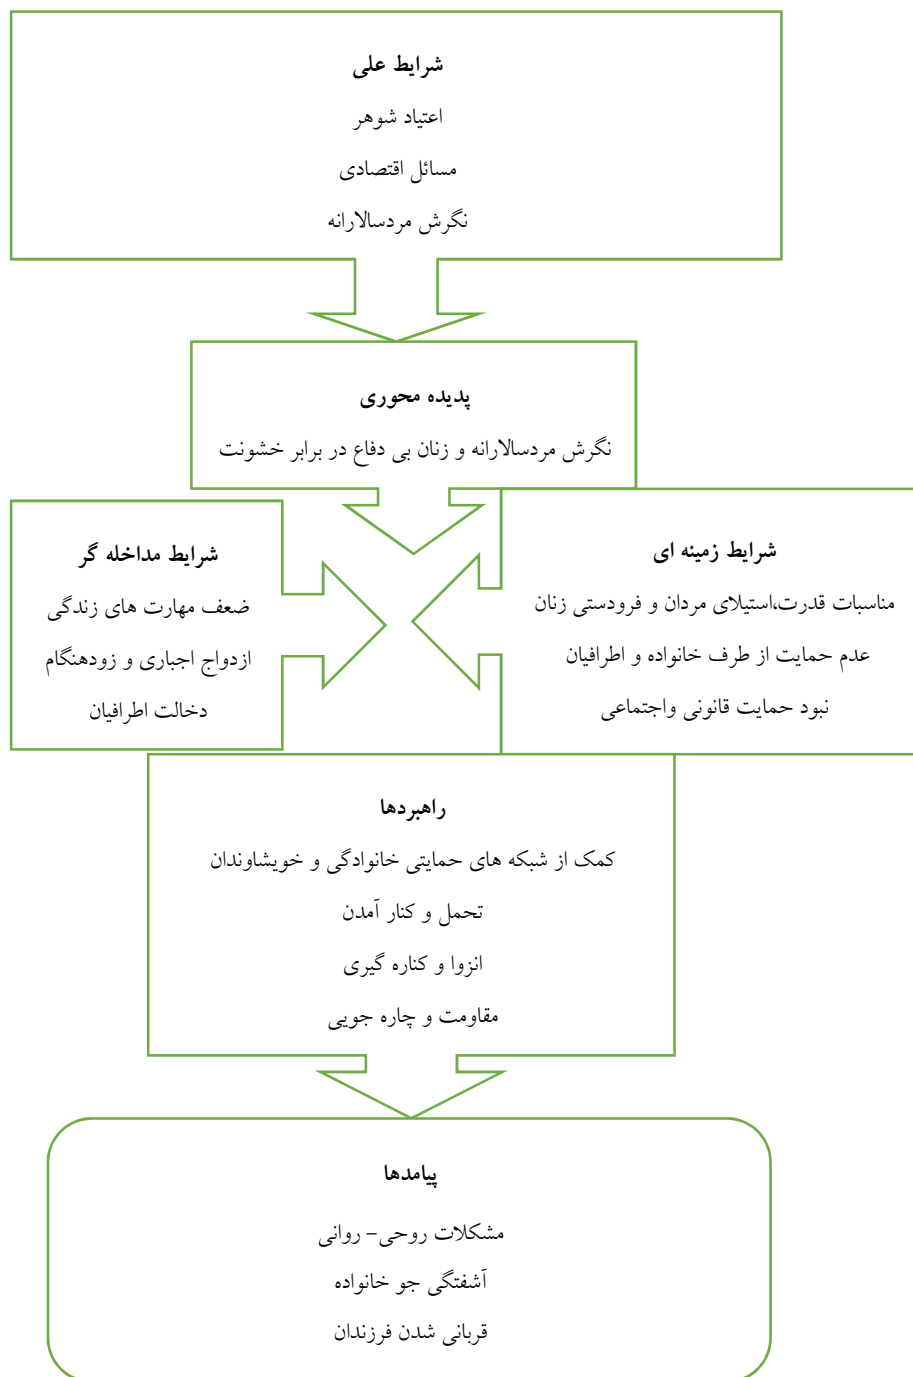 شرایط علی
اعتیاد شوهر
مسائل اقتصادی
نگرش مردسالارانه
پدیده محوری
نگرش مردسالارانه و زنان بی دفاع در برابر خشونت
شرایط زمینه ای
مناسبات قدرت،استیلای مردان و فرودستی زنان
عدم حمایت از طرف خانواده و اطرافیان
نبود حمایت قانونی واجتماعی
شرایط مداخله گر
ضعف مهارت های زندگی
ازدواج اجباری و زودهنگام
دخالت اطرافیان
راهبردها
کمک از شبکه های حمایتی خانوادگی و خویشاوندان
تحمل و کنار آمدن
انزوا و کناره گیری
مقاومت و چاره جویی
پیامدها
مشکلات روحی- روانی
آشفتگی جو خانواده
قربانی شدن فرزندان